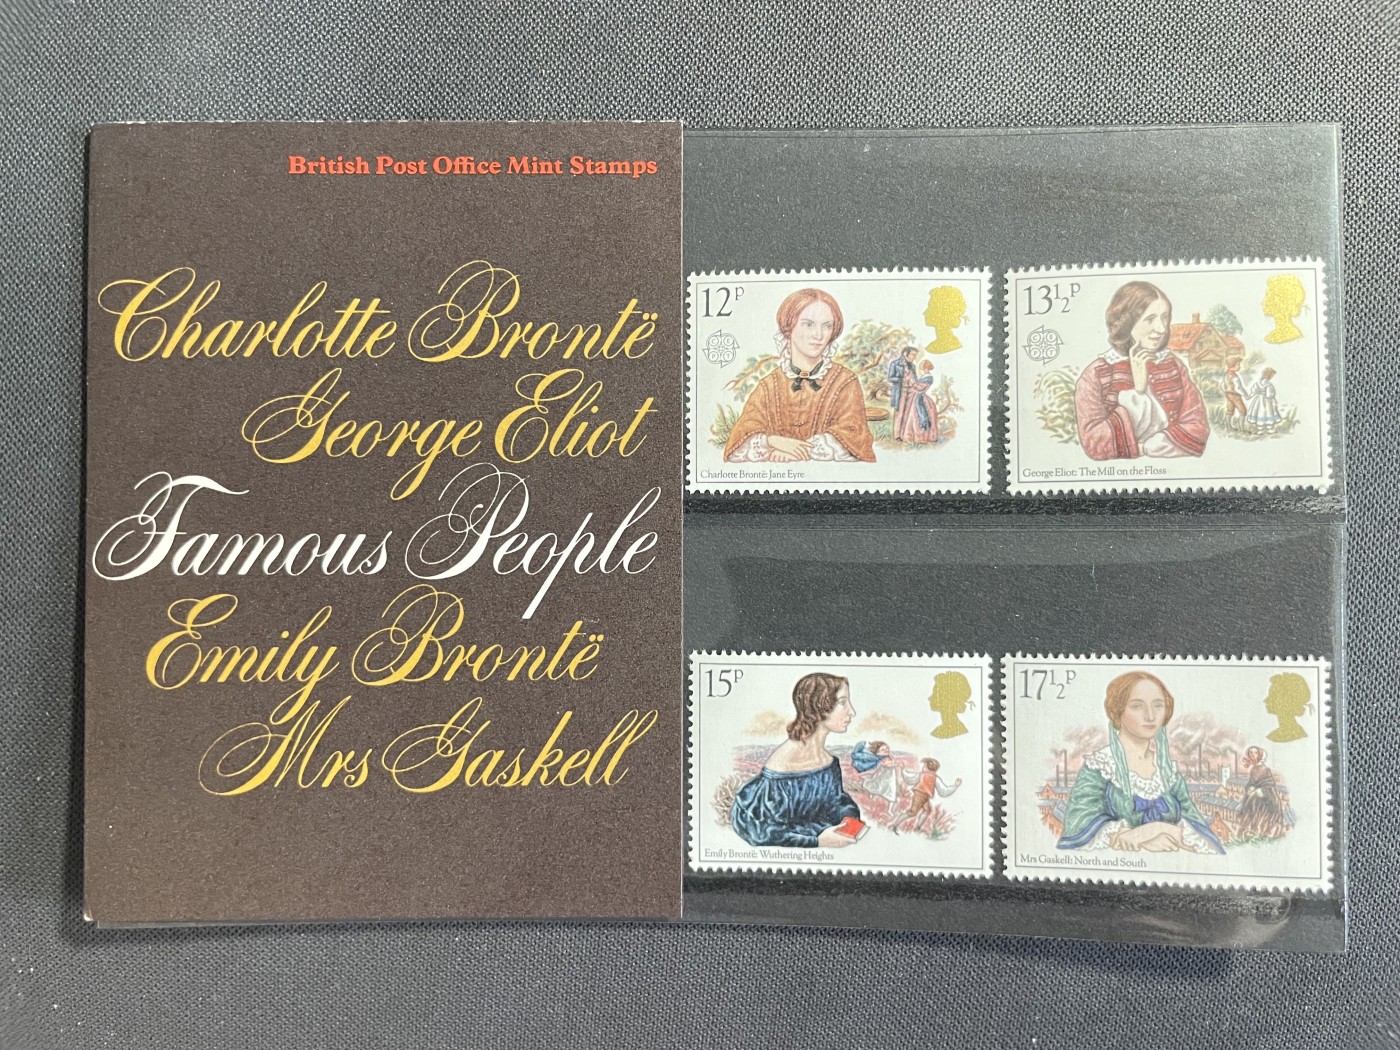 British Post Office Mint Stamps
Charlotte Brontë
George Eliot
Famous People
Emily Brontë
Mrs Gaskell
12P
Charlotte Brontë: Jane Eyre
13½P
George Eliot: The Mill on the Floss
15P
Emily Brontë: Wuthering Heights
17½P
Mrs Gaskell: North and South